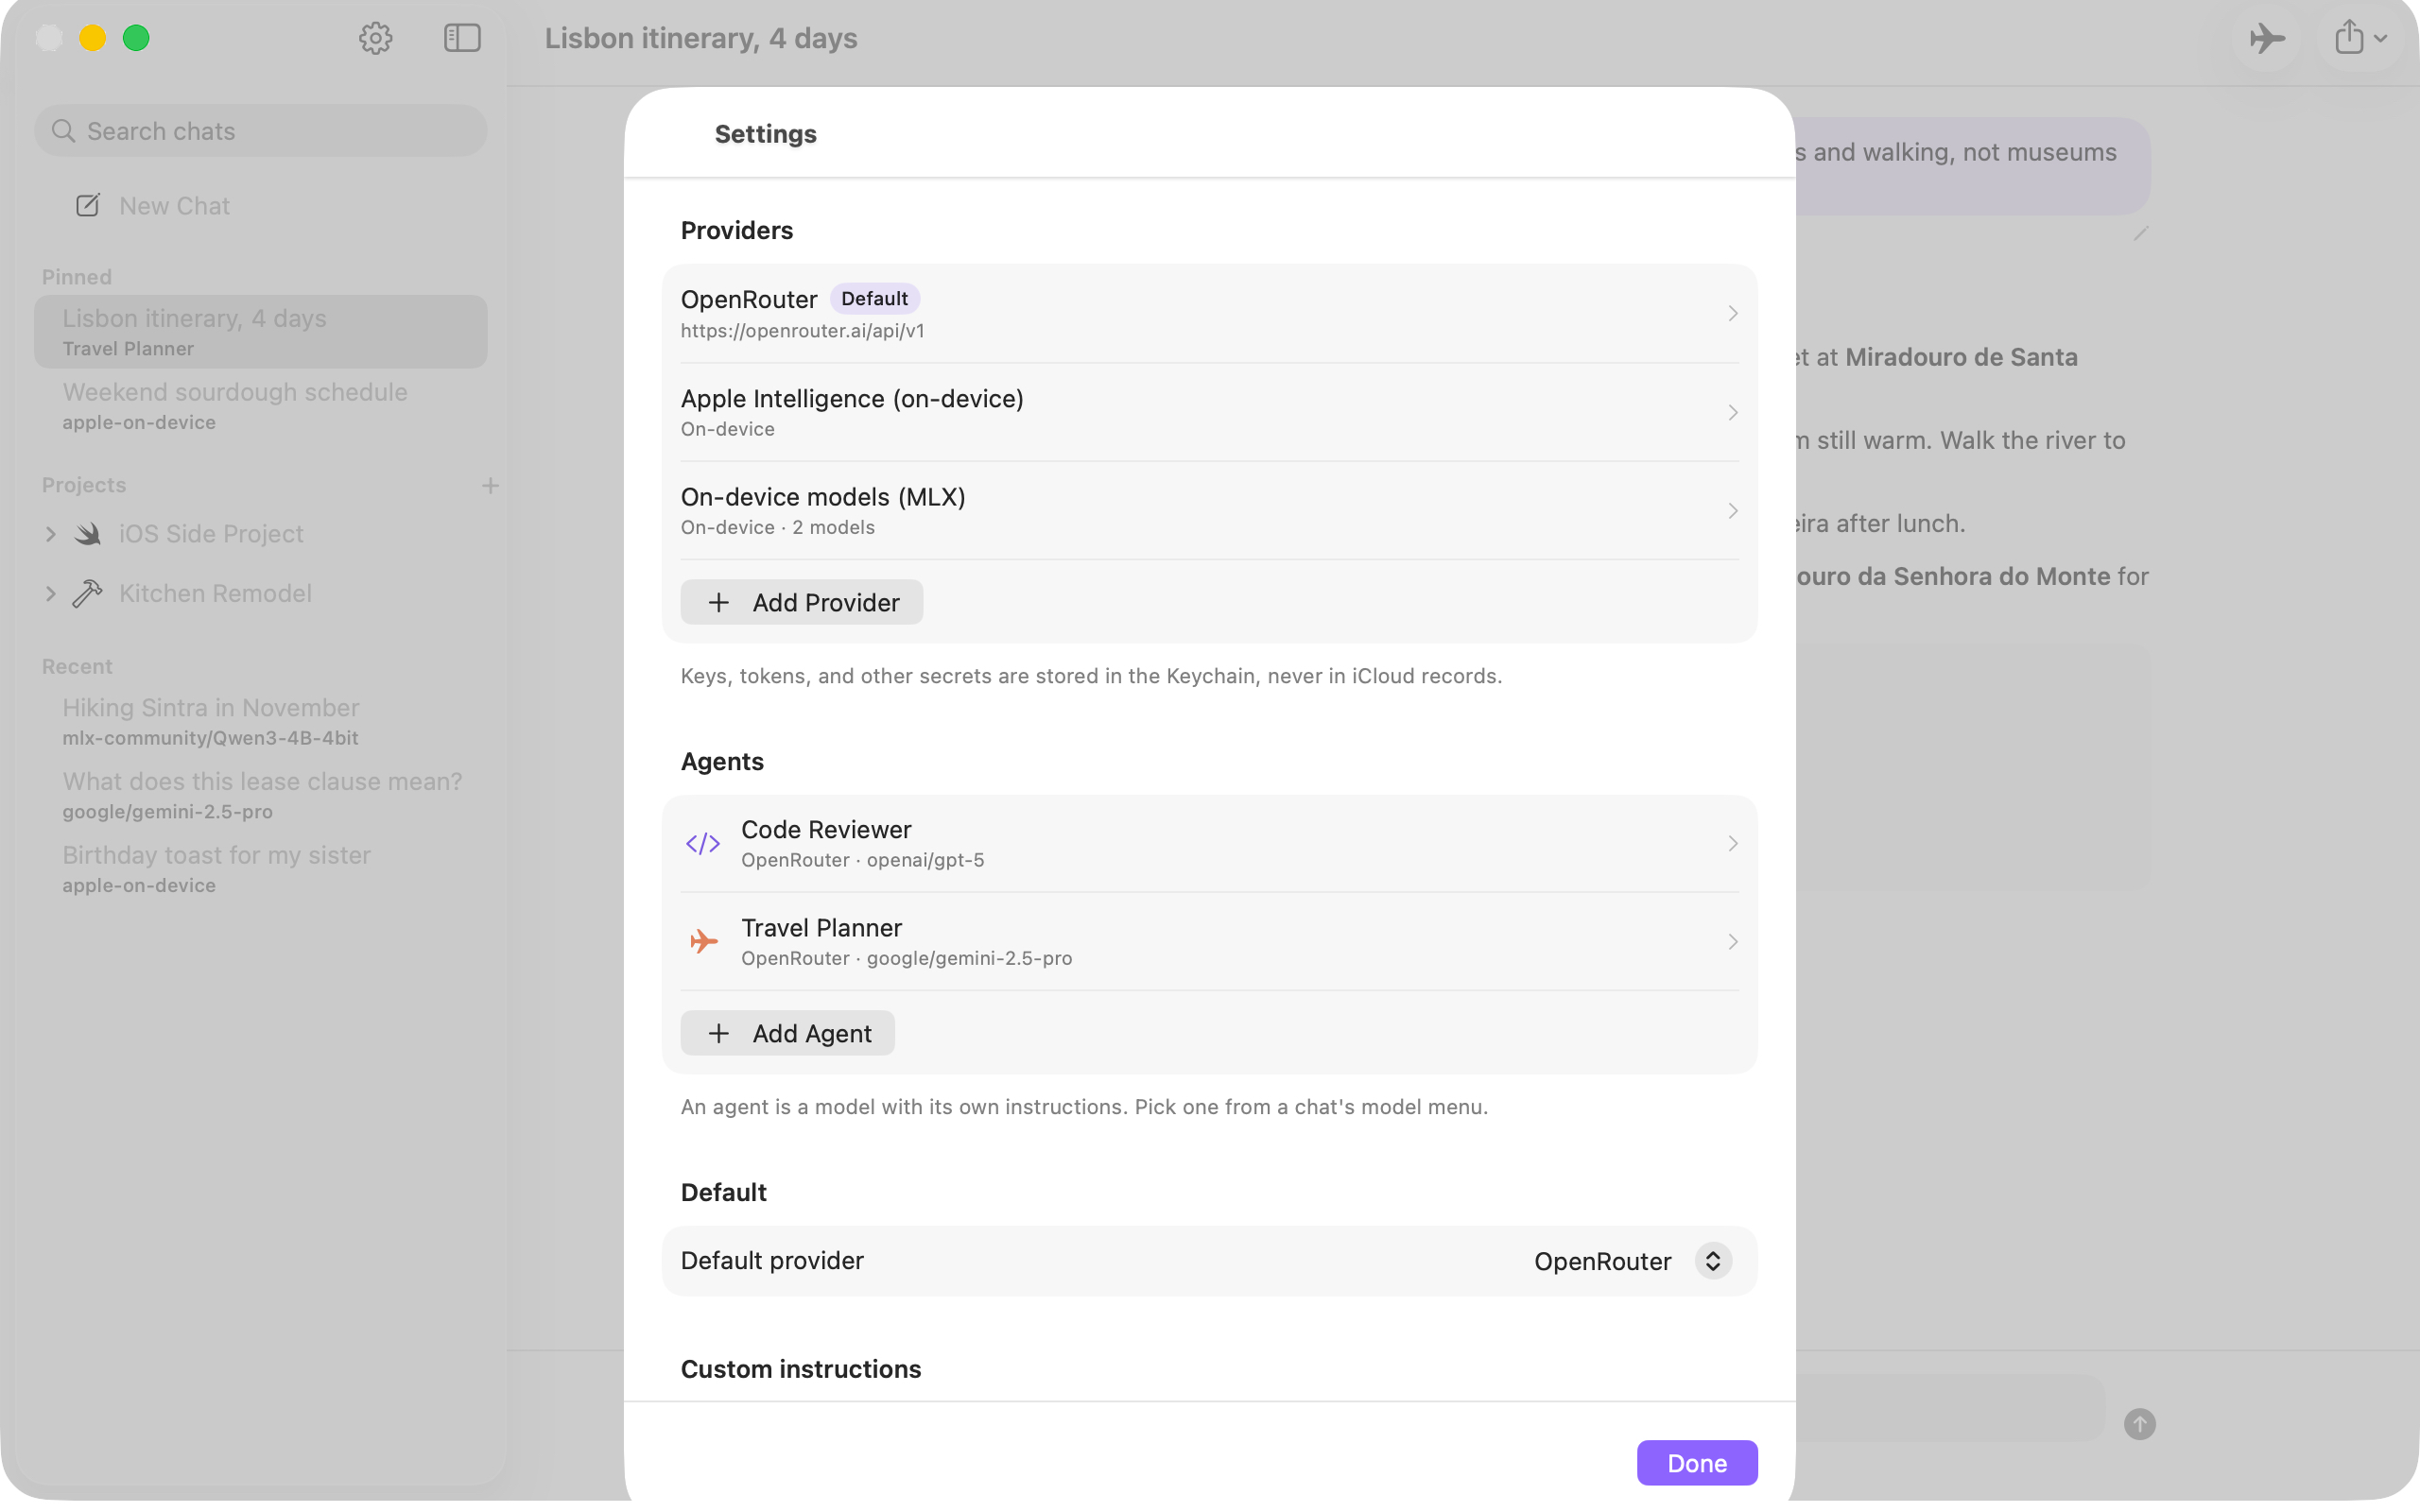 Lisbon itinerary, 4 days
Search chats
New Chat
Pinned
Lisbon itinerary, 4 days
Travel Planner
Weekend sourdough schedule
apple-on-device
Projects
iOS Side Project
Kitchen Remodel
Recent
Hiking Sintra in November
mlx-community/Qwen3-4B-4bit
What does this lease clause mean?
google/gemini-2.5-pro
Birthday toast for my sister
apple-on-device
Settings
Providers
OpenRouter Default
https://openrouter.ai/api/v1
Apple Intelligence (on-device)
On-device
On-device models (MLX)
On-device · 2 models
Add Provider
Keys, tokens, and other secrets are stored in the Keychain, never in iCloud records.
Agents
Code Reviewer
OpenRouter · openai/gpt-5
Travel Planner
OpenRouter · google/gemini-2.5-pro
Add Agent
An agent is a model with its own instructions. Pick one from a chat's model menu.
Default
Default provider OpenRouter
Custom instructions
Done
and walking, not museums
at Miradouro de Santa
still warm. Walk the river to
after lunch.
da Senhora do Monte for